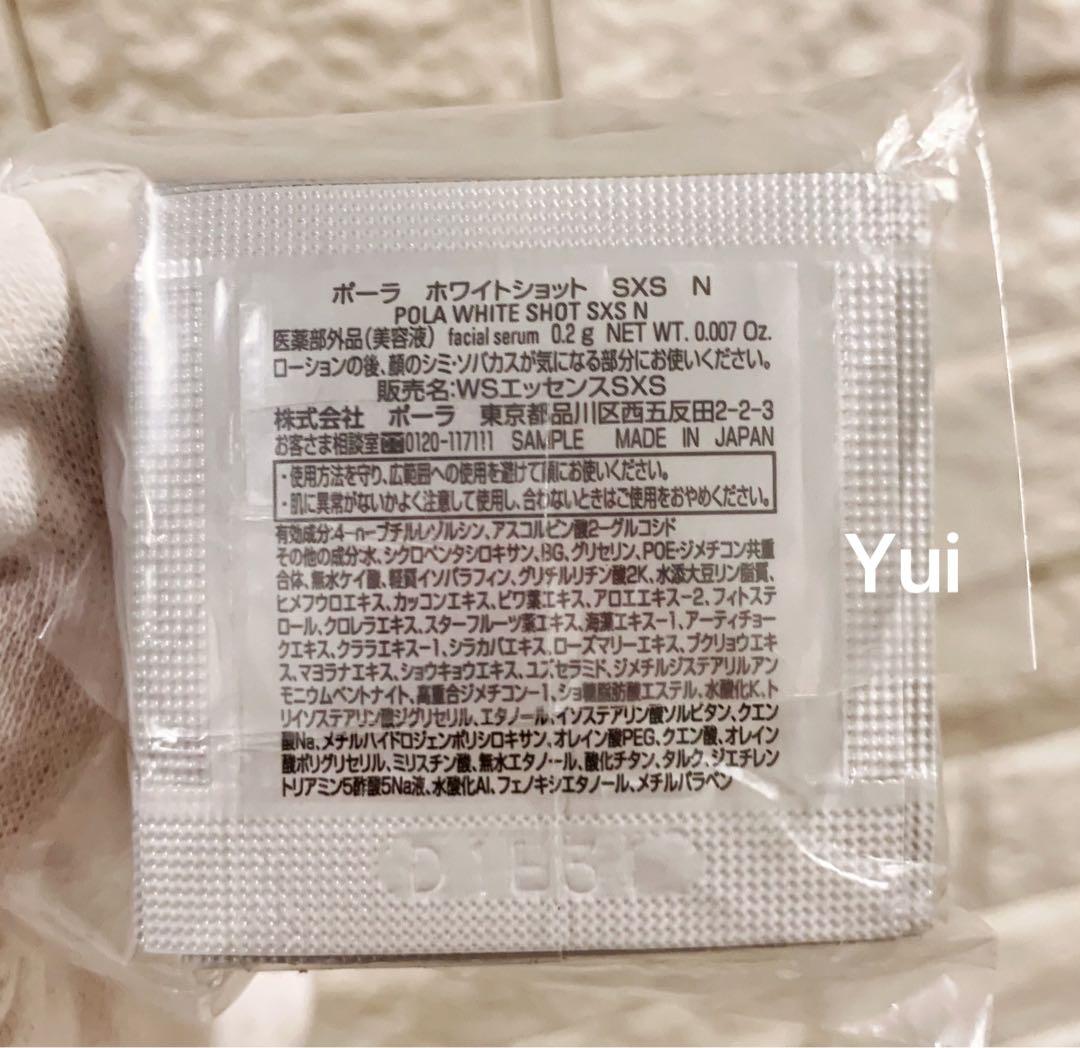 ポーラ ホワイトショット SXS N
POLA WHITE SHOT SXS N
医薬部外品(美容液) facial serum 0.2 g NET WT. 0.007 Oz.
ローションの後、顔のシミ・ソバカスが気になる部分にお使いください。
販売名:WSエッセンスSXS
株式会社 ポーラ 東京都品川区西五反田2-2-3
お客さま相談室 0120-117111 SAMPLE MADE IN JAPAN
・使用方法を守り、広範囲への使用を避けて顔にお使いください。
・肌に異常がないかよく注意して使用し、合わないときはご使用をおやめください。
有効成分:4-n-ブチルレゾルシン、アスコルビン酸2-グルコシド
その他の成分:水、シクロペンタシロキサン、BG、グリセリン、POE・ジメチコン共重
合体、無水ケイ酸、軽質イソパラフィン、グリチルリチン酸2K、水添大豆リン脂質、
ヒメフウロエキス、カッコンエキス、ビワ葉エキス、アロエエキス-2、フィトステ
ロール、クロレラエキス、スターフルーツ葉エキス、海藻エキス-1、アーティチョー
クエキス、クララエキス-1、シラカバエキス、ローズマリーエキス、ブクリョウエキ
ス、マヨラナエキス、ショウキョウエキス、ユズセラミド、ジメチルジステアリルアン
モニウムベントナイト、高重合ジメチコン-1、ショ糖脂肪酸エステル、水酸化K、ト
リイソステアリン酸ジグリセリル、エタノール、イソステアリン酸ソルビタン、クエン
酸Na、メチルハイドロジェンポリシロキサン、オレイン酸PEG、クエン酸、オレイン
酸ポリグリセリル、ミリスチン酸、無水エタノール、酸化チタン、タルク、ジエチレン
トリアミン5酢酸5Na液、水酸化Al、フェノキシエタノール、メチルパラベン
Yui